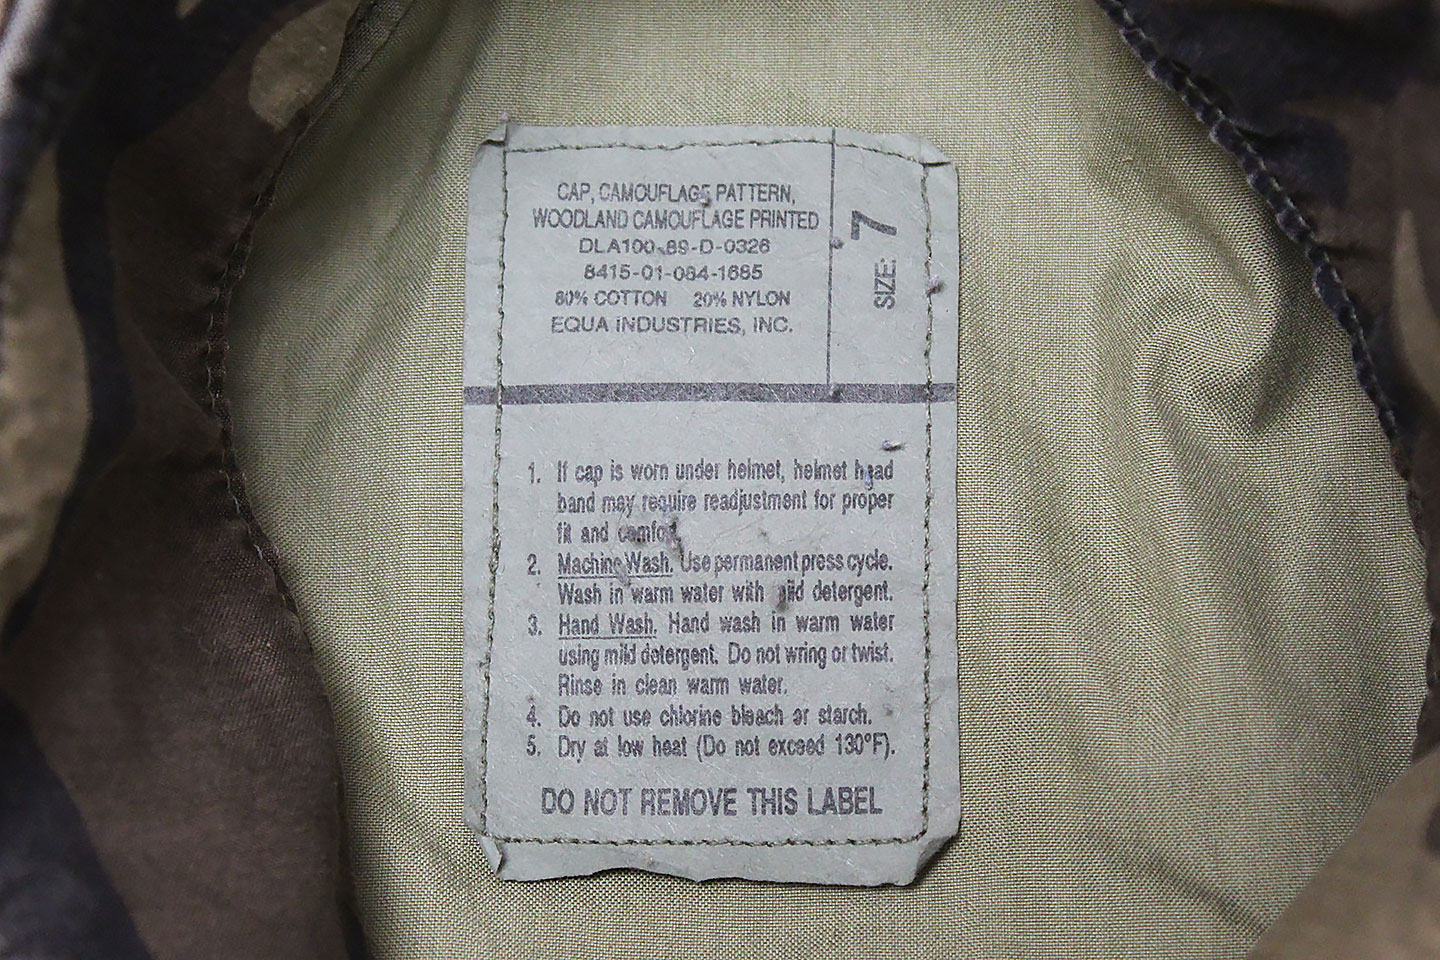 CAP, CAMOUFLAGE PATTERN,
WOODLAND CAMOUFLAGE PRINTED
DLA100-89-D-0326
8415-01-084-1685
80% COTTON 20% NYLON
EQUA INDUSTRIES, INC.
SIZE: 7
1. If cap is worn under helmet, helmet head
band may require readjustment for proper
fit and comfort.
2. Machine Wash. Use permanent press cycle.
Wash in warm water with mild detergent.
3. Hand Wash. Hand wash in warm water
using mild detergent. Do not wring or twist.
Rinse in clean warm water.
4. Do not use chlorine bleach or starch.
5. Dry at low heat (Do not exceed 130°F).
DO NOT REMOVE THIS LABEL